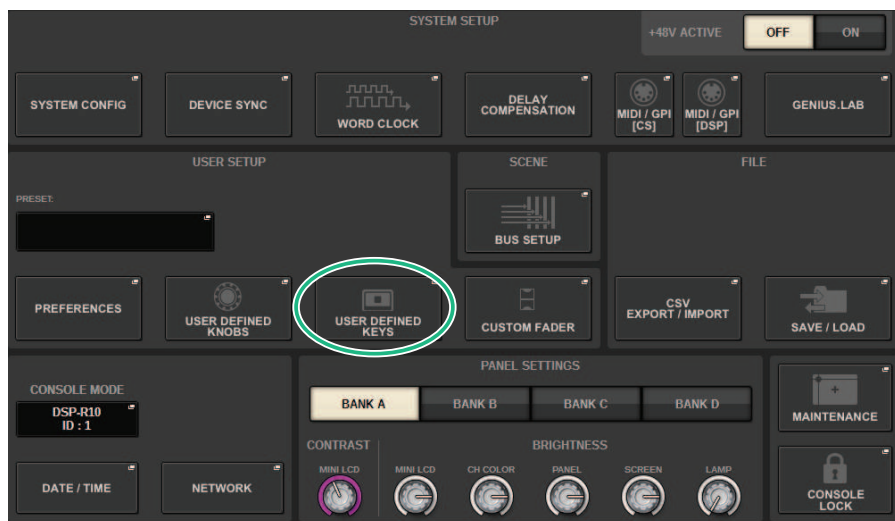 SYSTEM SETUP
+48V ACTIVE
OFF
ON
SYSTEM CONFIG
DEVICE SYNC
WORD CLOCK
DELAY
COMPENSATION
MIDI / GPI
[CS]
MIDI / GPI
[DSP]
GENIUS.LAB
USER SETUP
SCENE
FILE
PRESET:
BUS SETUP
PREFERENCES
USER DEFINED
KNOBS
USER DEFINED
KEYS
CUSTOM FADER
CSV
EXPORT / IMPORT
SAVE / LOAD
CONSOLE MODE
DSP-R10
ID : 1
DATE / TIME
NETWORK
PANEL SETTINGS
BANK A
BANK B
BANK C
BANK D
CONTRAST
BRIGHTNESS
MINI LCD
MINI LCD
CH COLOR
PANEL
SCREEN
LAMP
MAINTENANCE
CONSOLE
LOCK